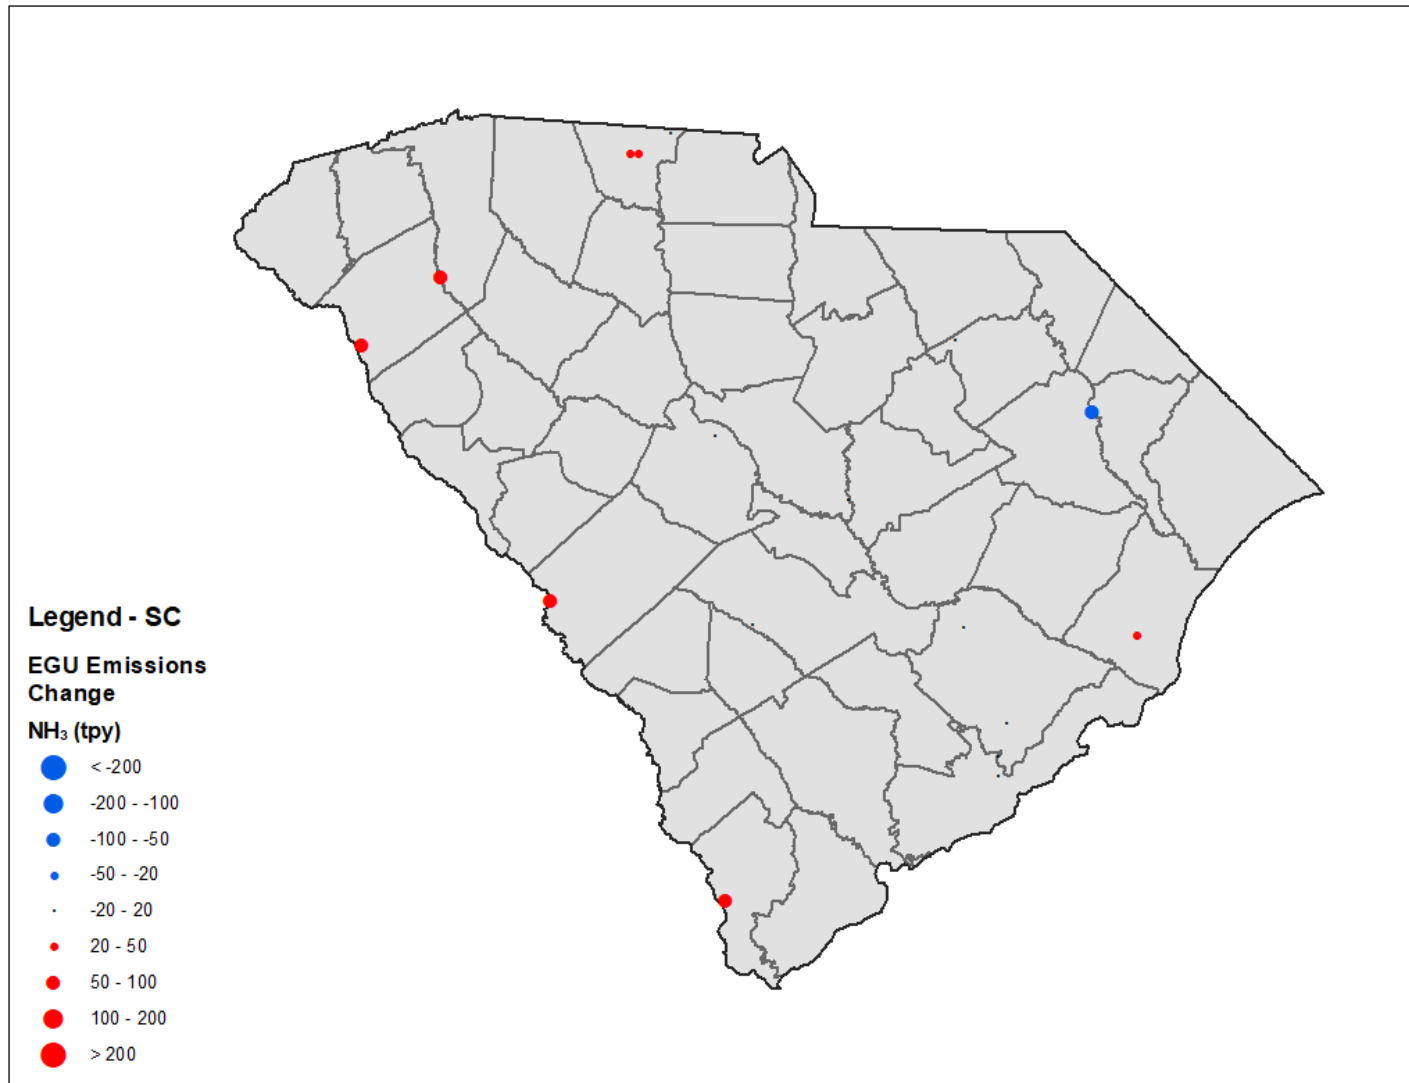 Legend - SC
EGU Emissions
Change
NH₃ (tpy)
< -200
-200 - -100
-100 - -50
-50 - -20
-20 - 20
20 - 50
50 - 100
100 - 200
> 200